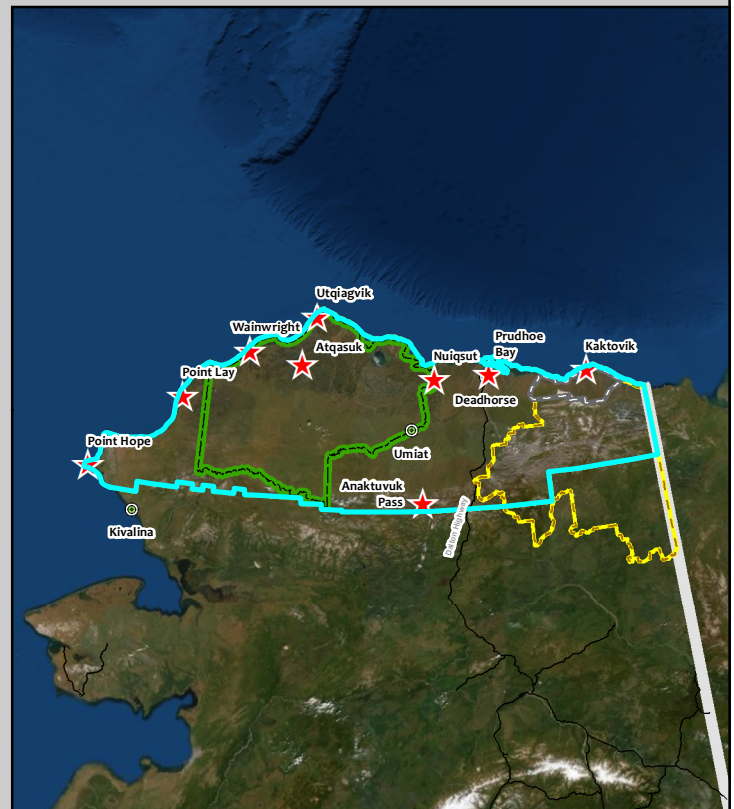 Utqiagvik
Wainwright
Atqasuk
Prudhoe
Bay
Kaktovik
Nuiqsut
Point Lay
Deadhorse
Point Hope
Umiat
Anaktuvuk
Pass
Kivalina
Dalton Highway